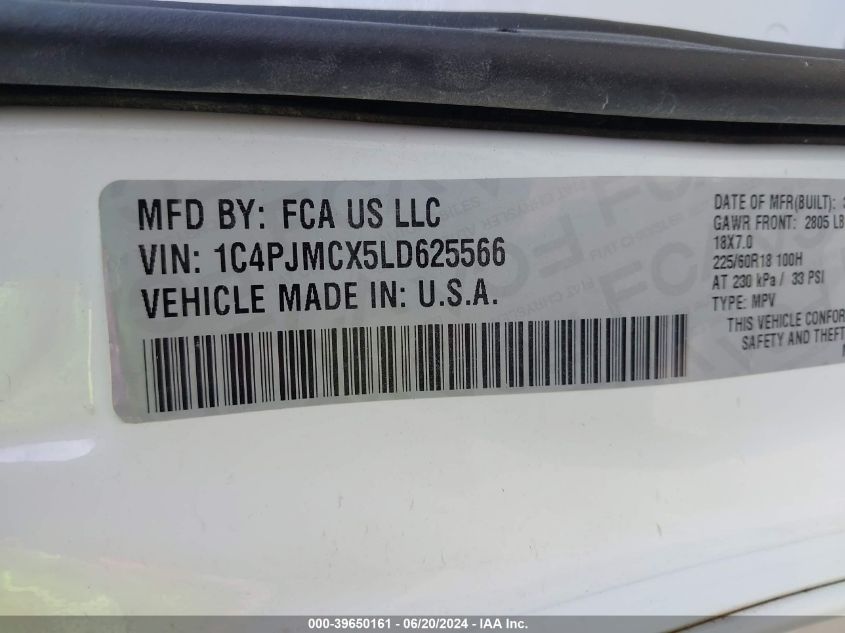 MFD BY: FCA US LLC
VIN: 1C4PJMCX5LD625566
VEHICLE MADE IN: U.S.A.
DATE OF MFR(BUILT):
GAWR FRONT: 2805 LB
18X7.0
225/60R18 100H
AT 230 kPa / 33 PSI
TYPE: MPV
THIS VEHICLE CONFOR
SAFETY AND THEFT
000-39650161 - 06/20/2024 - IAA Inc.